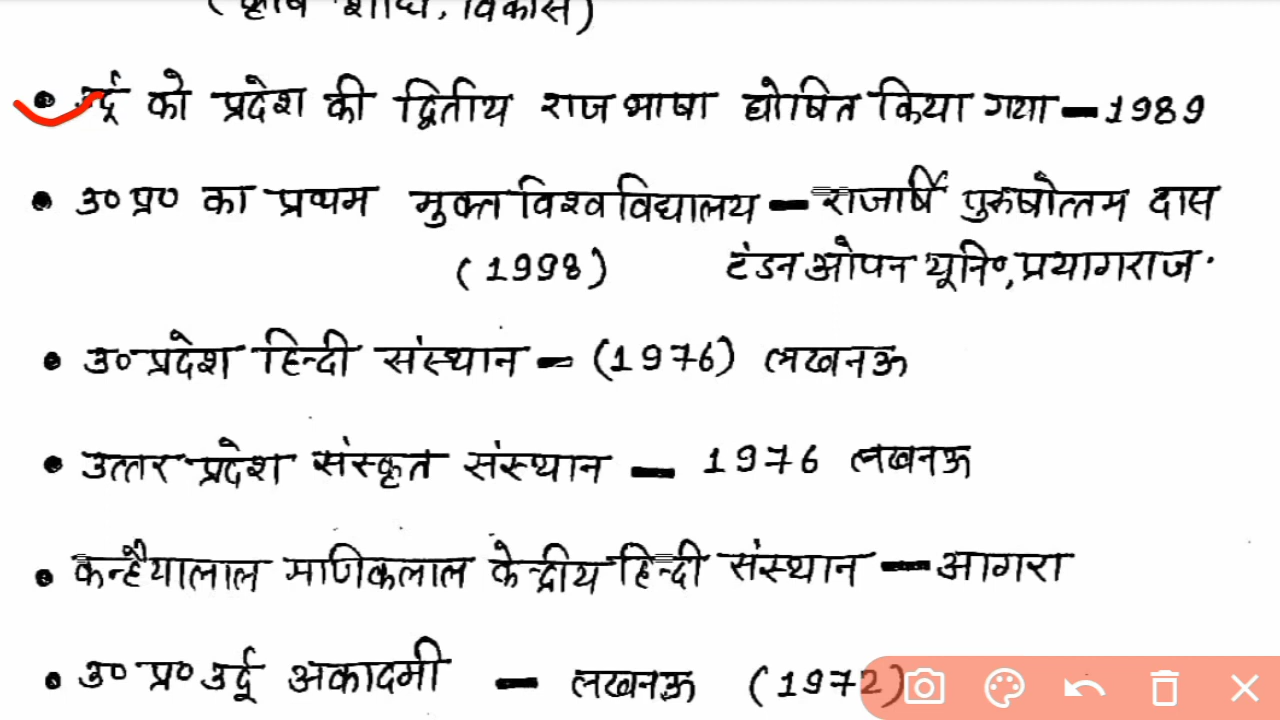 (कृषि शोध, विकास)
• उर्दू को प्रदेश की द्वितीय राजभाषा घोषित किया गया – 1989
• उ० प्र० का प्रथम मुक्त विश्वविद्यालय – राजार्षि पुरुषोत्तम दास
(1998) टंडन ओपन यूनि०, प्रयागराज.
• उ० प्रदेश हिन्दी संस्थान – (1976) लखनऊ
• उत्तर प्रदेश संस्कृत संस्थान – 1976 लखनऊ
• कन्हैयालाल माणिकलाल केन्द्रीय हिन्दी संस्थान – आगरा
• उ० प्र० उर्दू अकादमी – लखनऊ (1972)